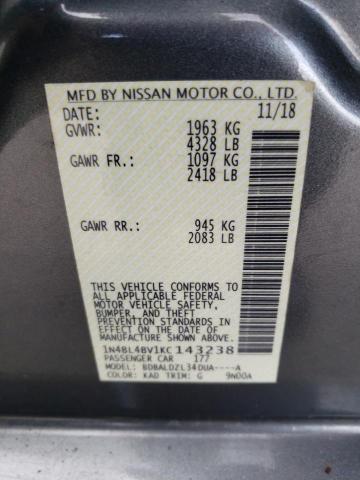 MFD BY NISSAN MOTOR CO., LTD.
DATE: 11/18
GVWR: 1963 KG
4328 LB
GAWR FR.: 1097 KG
2418 LB
GAWR RR.: 945 KG
2083 LB
THIS VEHICLE CONFORMS TO
ALL APPLICABLE FEDERAL
MOTOR VEHICLE SAFETY,
BUMPER, AND THEFT
PREVENTION STANDARDS
IN EFFECT ON THE DATE OF
MANUFACTURE SHOWN ABOVE.
1N4BL4BV1KC143238
PASSENGER CAR 177
MODEL: BDBALDZL34DUA----A
COLOR: KAD TRIM: G 9N00A